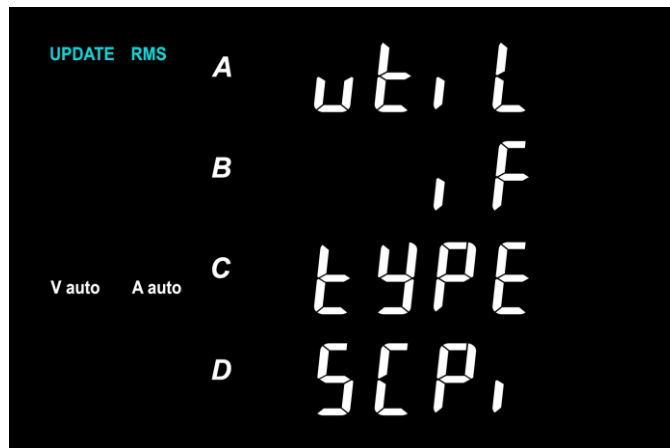 UPDATE RMS
A utiL
B iF
V auto A auto
C tYPE
D SCPi